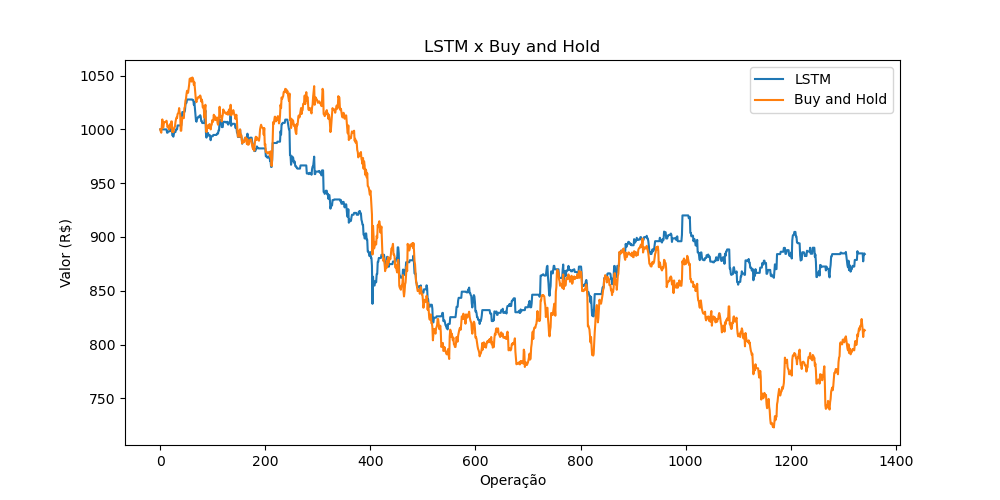 LSTM x Buy and Hold
LSTM
Buy and Hold
Valor (R$)
1050
1000
950
900
850
800
750
0 200 400 600 800 1000 1200 1400
Operação